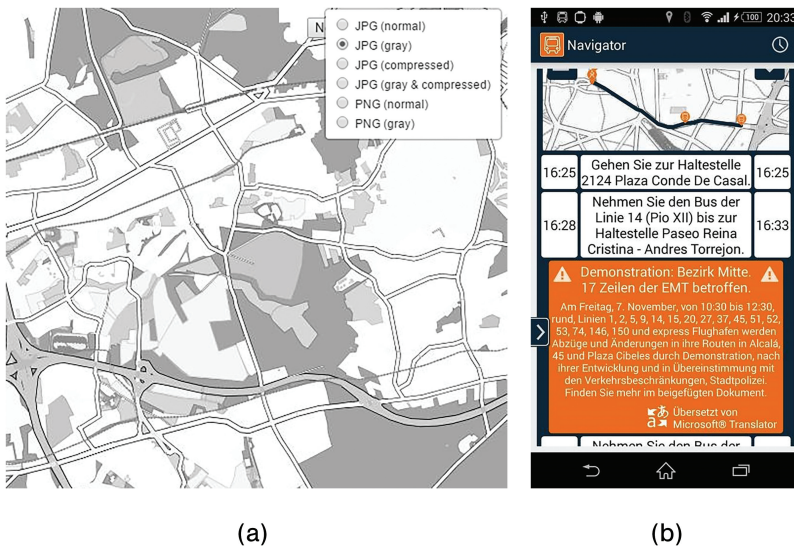 N
JPG (normal)
JPG (gray)
JPG (compressed)
JPG (gray & compressed)
PNG (normal)
PNG (gray)
(a)
100 20:33
Navigator
16:25 Gehen Sie zur Haltestelle 16:25
2124 Plaza Conde De Casal.
Nehmen Sie den Bus der
16:28 Linie 14 (Pio XII) bis zur 16:33
Haltestelle Paseo Reina
Cristina - Andres Torrejon.
Demonstration: Bezirk Mitte.
17 Zeilen der EMT betroffen.
Am Freitag, 7. November, von 10:30 bis 12:30,
rund, Linien 1, 2, 5, 9, 14, 15, 20, 27, 37, 45, 51, 52,
53, 74, 146, 150 und express Flughafen werden
Abzüge und Änderungen in ihre Routen in Alcalá,
45 und Plaza Cibeles durch Demonstration, nach
ihrer Entwicklung und in Übereinstimmung mit
den Verkehrsbeschränkungen, Stadtpolizei.
Finden Sie mehr im beigefügten Dokument.
Übersetzt von
Microsoft® Translator
Nehmen Sie den Bus der
(b)